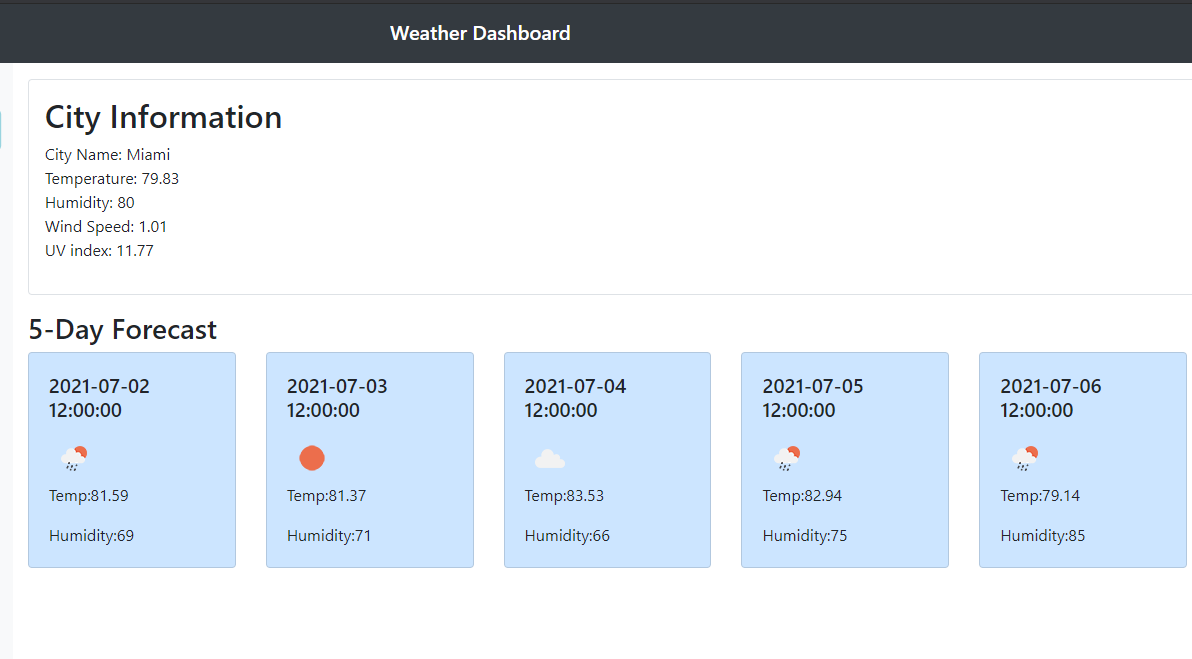 Weather Dashboard
City Information
City Name: Miami
Temperature: 79.83
Humidity: 80
Wind Speed: 1.01
UV index: 11.77
5-Day Forecast
2021-07-02
12:00:00
Temp:81.59
Humidity:69
2021-07-03
12:00:00
Temp:81.37
Humidity:71
2021-07-04
12:00:00
Temp:83.53
Humidity:66
2021-07-05
12:00:00
Temp:82.94
Humidity:75
2021-07-06
12:00:00
Temp:79.14
Humidity:85